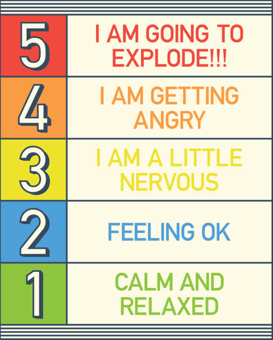 5
I AM GOING TO
EXPLODE!!!
4
I AM GETTING
ANGRY
3
I AM A LITTLE
NERVOUS
2
FEELING OK
1
CALM AND
RELAXED